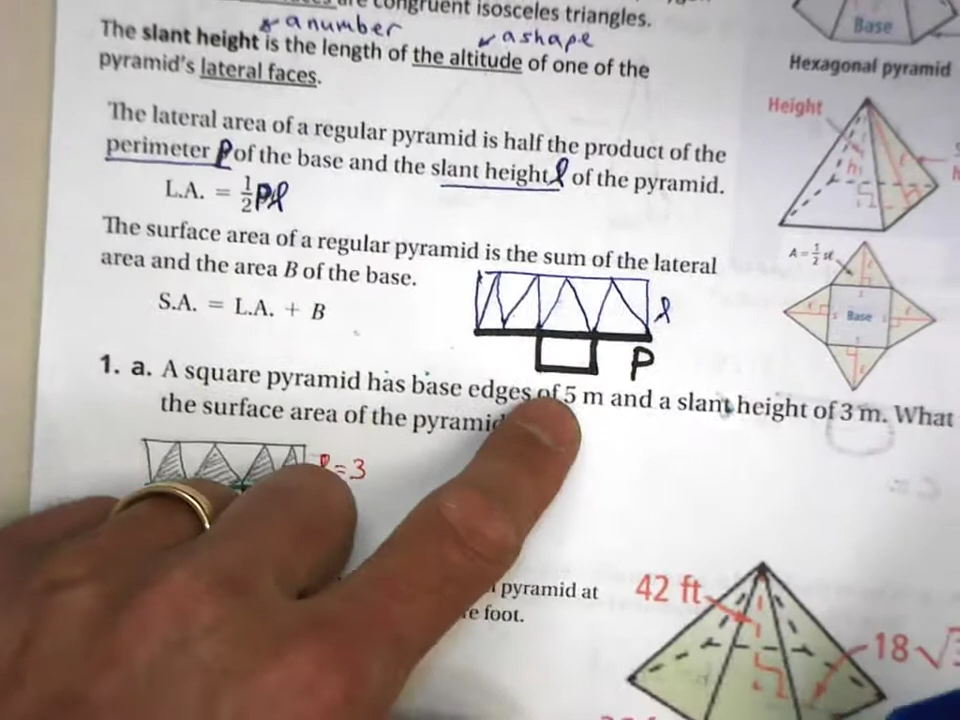 are congruent isosceles triangles.
a number
a shape
The slant height is the length of the altitude of one of the
pyramid's lateral faces.
The lateral area of a regular pyramid is half the product of the
perimeter P of the base and the slant height ℓ of the pyramid.
L.A. = 1/2 Pℓ
The surface area of a regular pyramid is the sum of the lateral
area and the area B of the base.
S.A. = L.A. + B
ℓ
P
1. a. A square pyramid has base edges of 5 m and a slant height of 3 m. What
the surface area of the pyramid
ℓ=3
pyramid at
foot.
Base
Hexagonal pyramid
Height
h
ℓ
A = 1/2 sℓ
Base
42 ft
18√3